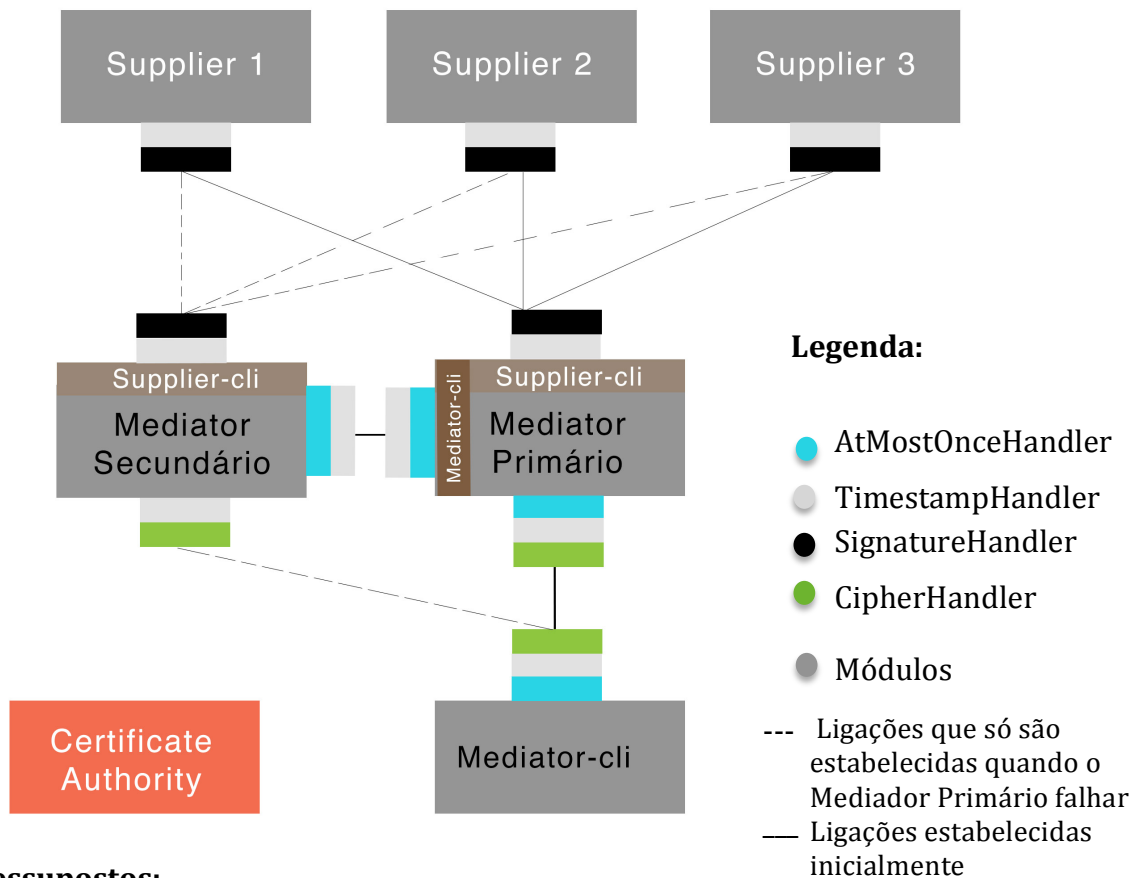 Supplier 1
Supplier 2
Supplier 3
Supplier-cli
Mediator
Secundário
Mediator-cli
Supplier-cli
Mediator
Primário
Certificate
Authority
Mediator-cli
Legenda:
AtMostOnceHandler
TimestampHandler
SignatureHandler
CipherHandler
Módulos
--- Ligações que só são
estabelecidas quando o
Mediador Primário falhar
— Ligações estabelecidas
inicialmente